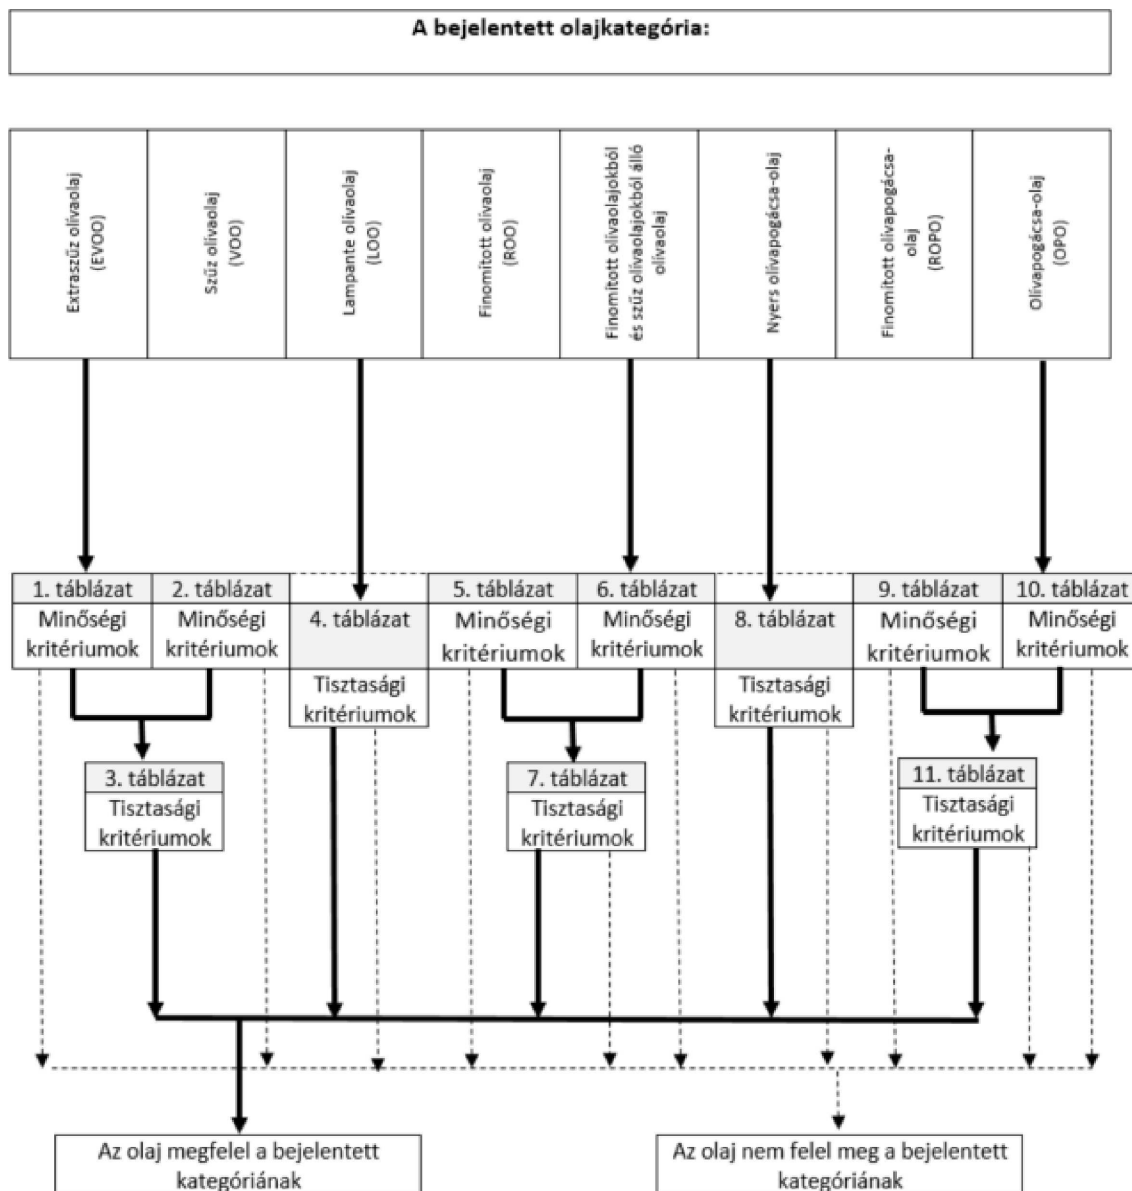 A bejelentett olajkategória:
Extraszűz olívaolaj
(EVOO)
Szűz olívaolaj
(VOO)
Lampante olívaolaj
(LOO)
Finomított olívaolaj
(ROO)
Finomított olívaolajokból
és szűz olívaolajokból álló
olívaolaj
Nyers olívapogácsa-olaj
Finomított olívapogácsa-
olaj
(ROPO)
Olívapogácsa-olaj
(OPO)
1. táblázat
Minőségi
kritériumok
2. táblázat
Minőségi
kritériumok
4. táblázat
Tisztasági
kritériumok
5. táblázat
Minőségi
kritériumok
6. táblázat
Minőségi
kritériumok
8. táblázat
Tisztasági
kritériumok
9. táblázat
Minőségi
kritériumok
10. táblázat
Minőségi
kritériumok
3. táblázat
Tisztasági
kritériumok
7. táblázat
Tisztasági
kritériumok
11. táblázat
Tisztasági
kritériumok
Az olaj megfelel a bejelentett
kategóriának
Az olaj nem felel meg a bejelentett
kategóriának